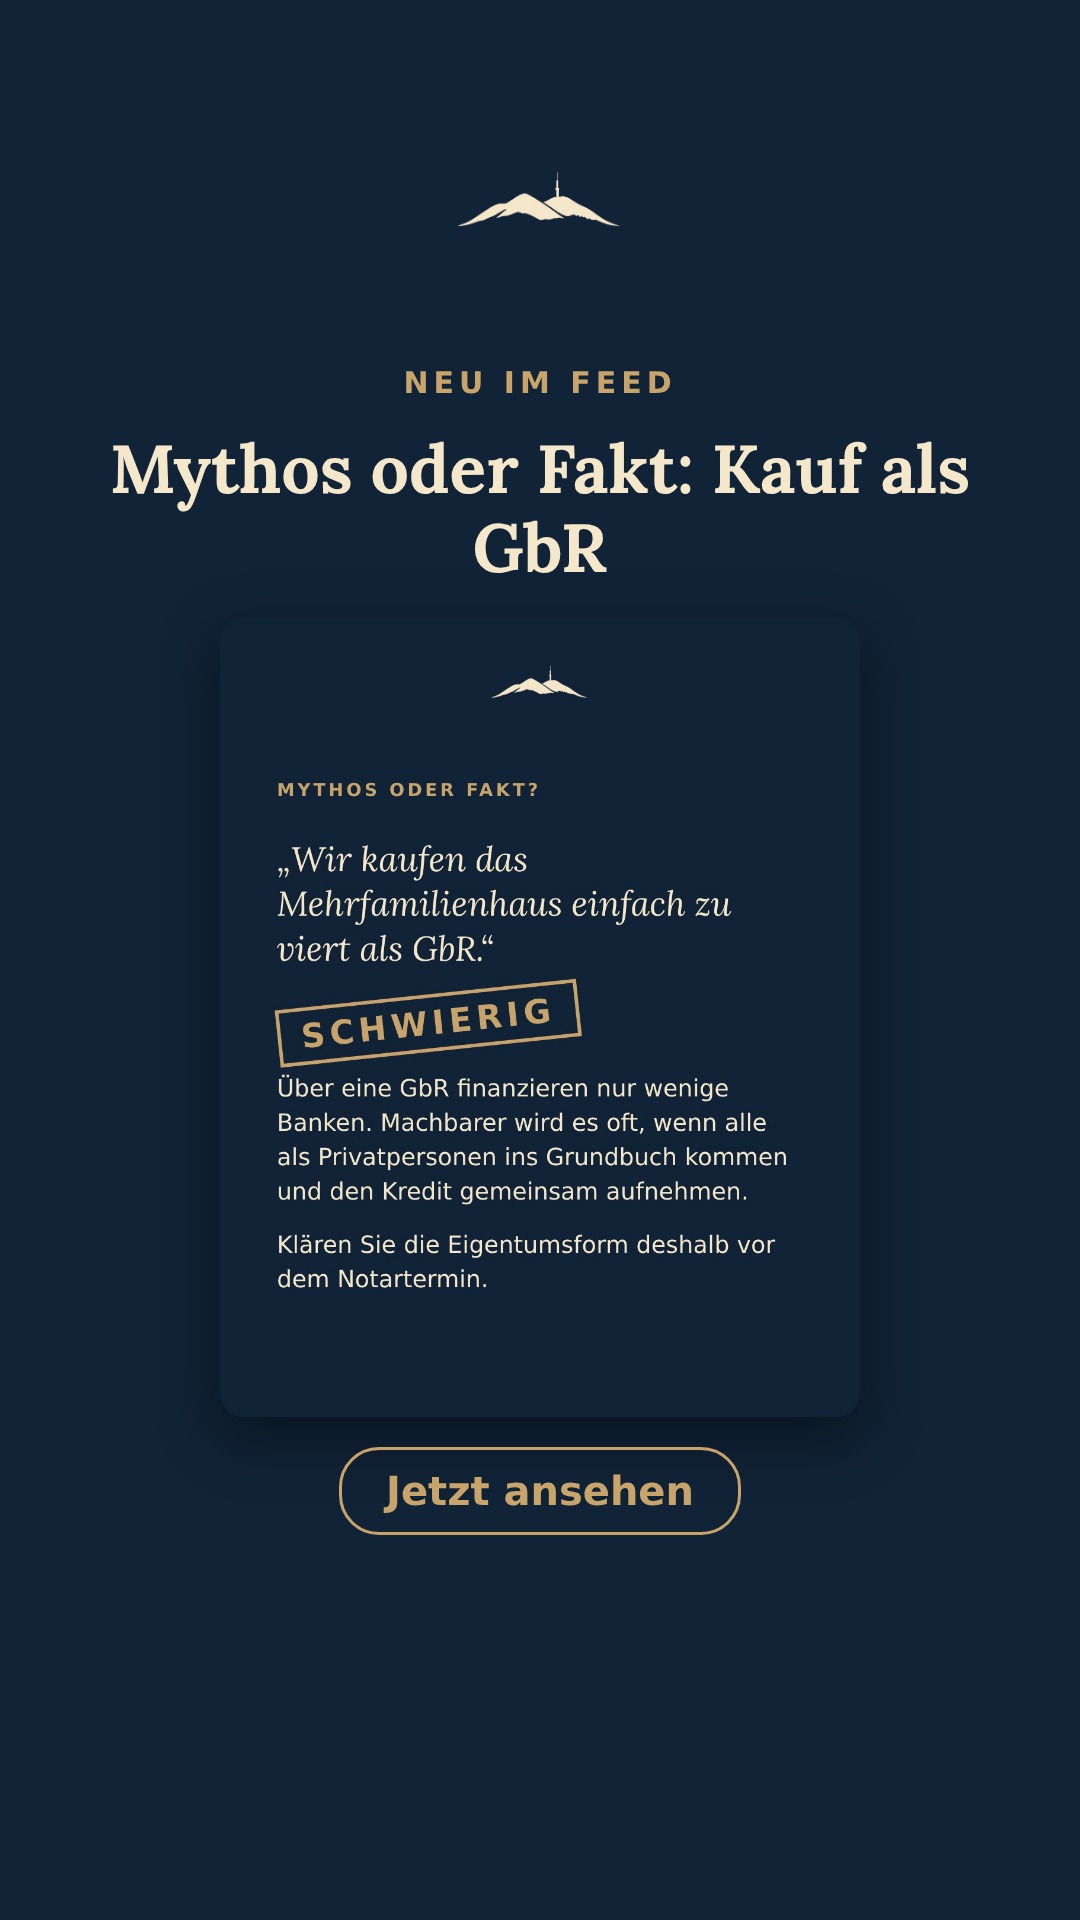 NEU IM FEED
Mythos oder Fakt: Kauf als
GbR
MYTHOS ODER FAKT?
„Wir kaufen das
Mehrfamilienhaus einfach zu
viert als GbR.“
SCHWIERIG
Über eine GbR finanzieren nur wenige
Banken. Machbarer wird es oft, wenn alle
als Privatpersonen ins Grundbuch kommen
und den Kredit gemeinsam aufnehmen.
Klären Sie die Eigentumsform deshalb vor
dem Notartermin.
Jetzt ansehen